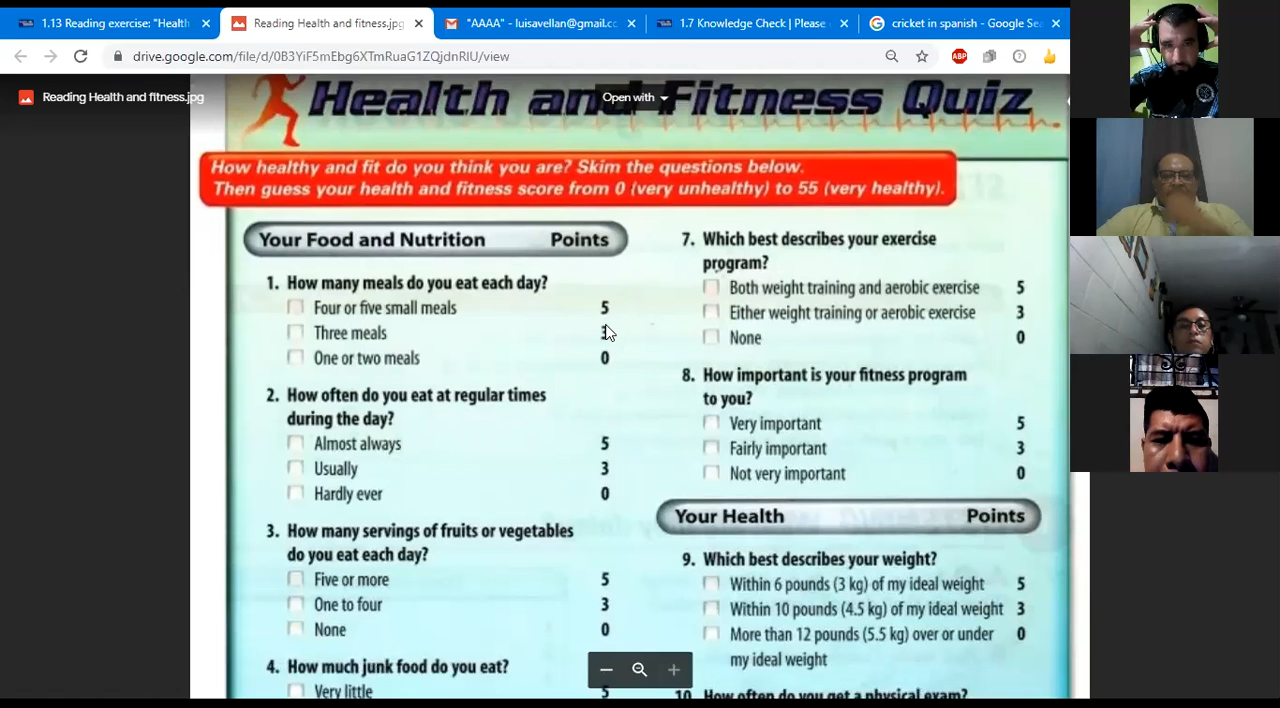 1.13 Reading exercise: "Health
Reading Health and fitness.jpg
"AAAA" - luisavellan@gmail.cc
1.7 Knowledge Check | Please
cricket in spanish - Google Sea
drive.google.com/file/d/0B3YiF5mEbg6XTmRuaG1ZQjdnRlU/view
ABP
Reading Health and fitness.jpg
Open with
Health and Fitness Quiz
How healthy and fit do you think you are? Skim the questions below.
Then guess your health and fitness score from 0 (very unhealthy) to 55 (very healthy).
Your Food and Nutrition Points
1. How many meals do you eat each day?
Four or five small meals 5
Three meals
One or two meals 0
2. How often do you eat at regular times
during the day?
Almost always 5
Usually 3
Hardly ever 0
3. How many servings of fruits or vegetables
do you eat each day?
Five or more 5
One to four 3
None 0
4. How much junk food do you eat?
Very little 5
7. Which best describes your exercise
program?
Both weight training and aerobic exercise 5
Either weight training or aerobic exercise 3
None 0
8. How important is your fitness program
to you?
Very important 5
Fairly important 3
Not very important 0
Your Health Points
9. Which best describes your weight?
Within 6 pounds (3 kg) of my ideal weight 5
Within 10 pounds (4.5 kg) of my ideal weight 3
More than 12 pounds (5.5 kg) over or under 0
my ideal weight
10. How often do you get a physical exam?